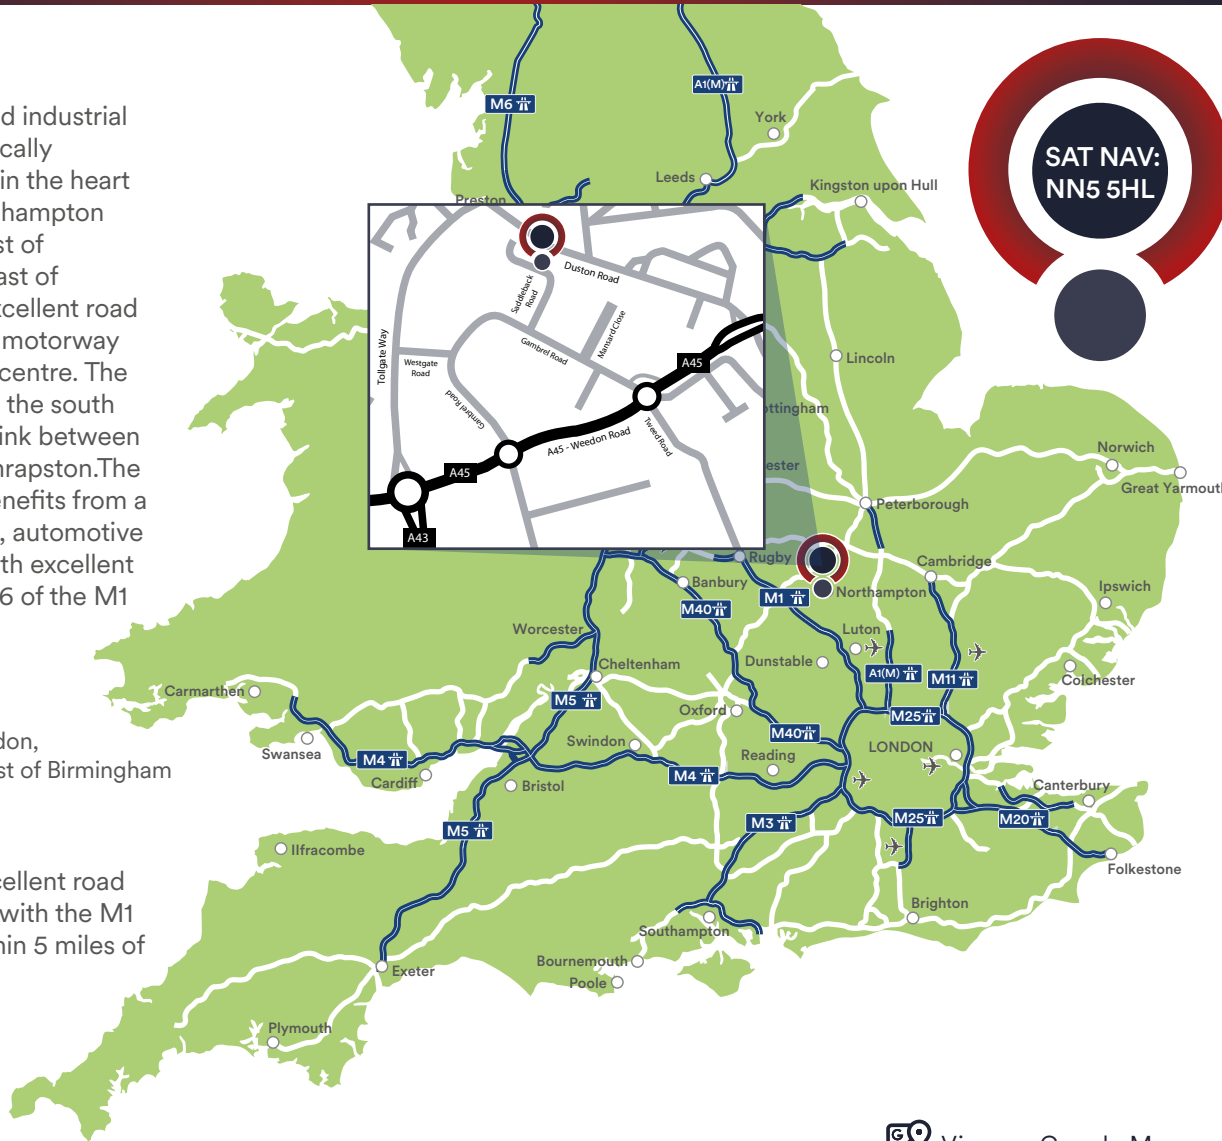 d industrial
cally
in the heart
hampton
st of
ast of
cellent road
motorway
centre. The
the south
ink between
hrapston.The
enefits from a
, automotive
th excellent
6 of the M1
don,
st of Birmingham
cellent road
with the M1
hin 5 miles of
SAT NAV:
NN5 5HL
M6
A1(M)
York
Leeds
Kingston upon Hull
Preston
Duston Road
Saddleback
Road
Mansard Close
Gambrel Road
Tollgate Way
Westgate
Road
Gambrel Road
A45
A45 - Weedon Road
Tweed Road
A45
A43
Lincoln
ottingham
ester
Norwich
Great Yarmouth
Peterborough
Rugby
Cambridge
Northampton
Ipswich
Banbury
M40
M1
Worcester
Luton
Cheltenham
Dunstable
A1(M)
M11
Colchester
Carmarthen
M5
Oxford
M25
Swansea
Swindon
M40
LONDON
M4
Cardiff
Reading
M4
Bristol
Canterbury
M5
M3
M25
M20
Ilfracombe
Folkestone
Brighton
Southampton
Bournemouth
Exeter
Poole
Plymouth
G